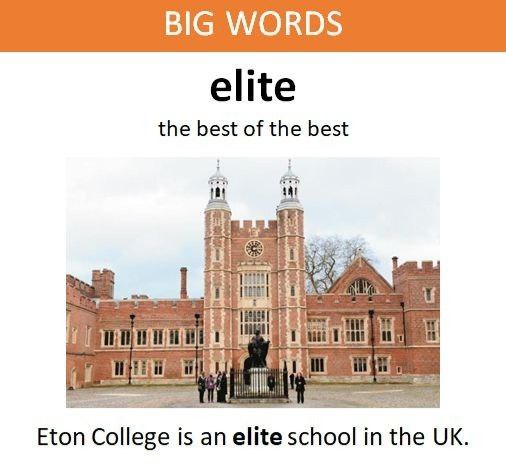 BIG WORDS
elite
the best of the best
Eton College is an elite school in the UK.